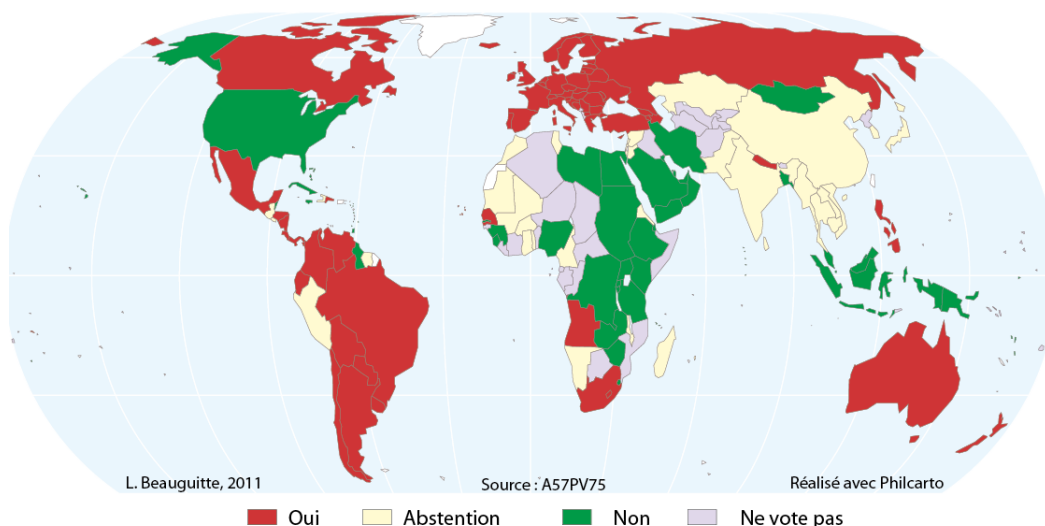 L. Beauguitte, 2011 Source : A57PV75 Réalisé avec Philcarto
Oui Abstention Non Ne vote pas